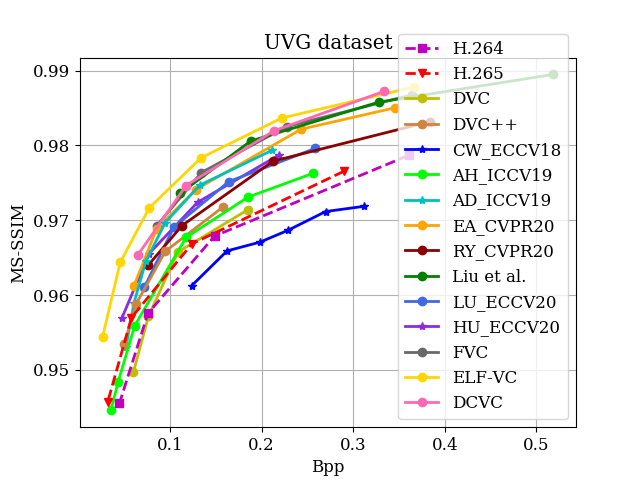 UVG dataset
MS-SSIM
0.99
0.98
0.97
0.96
0.95
0.1
0.2
0.3
0.4
0.5
Bpp
H.264
H.265
DVC
DVC++
CW_ECCV18
AH_ICCV19
AD_ICCV19
EA_CVPR20
RY_CVPR20
Liu et al.
LU_ECCV20
HU_ECCV20
FVC
ELF-VC
DCVC